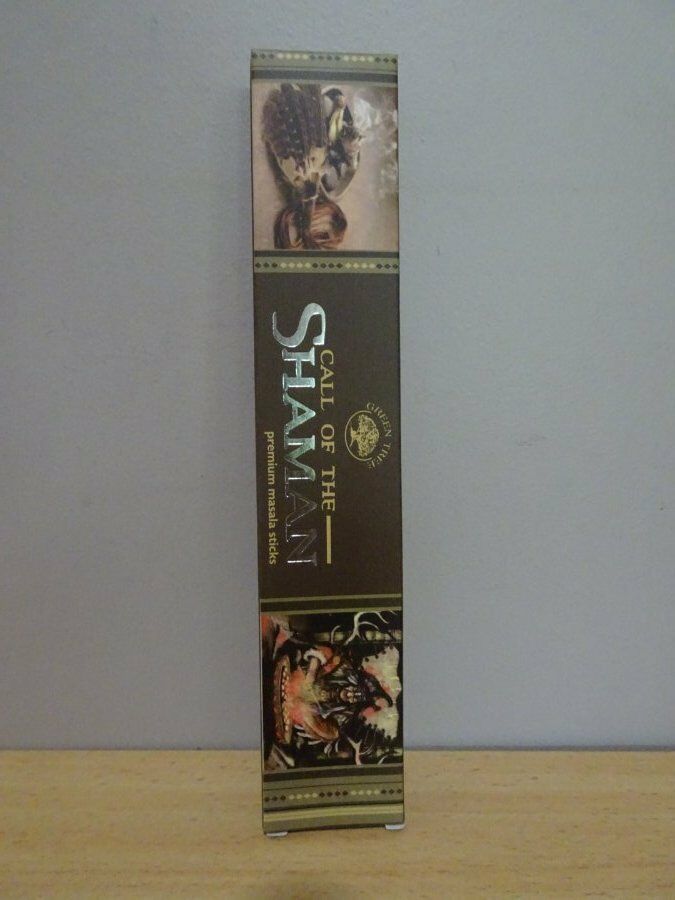 GREEN TREE
CALL OF THE
SHAMAN
premium masala sticks